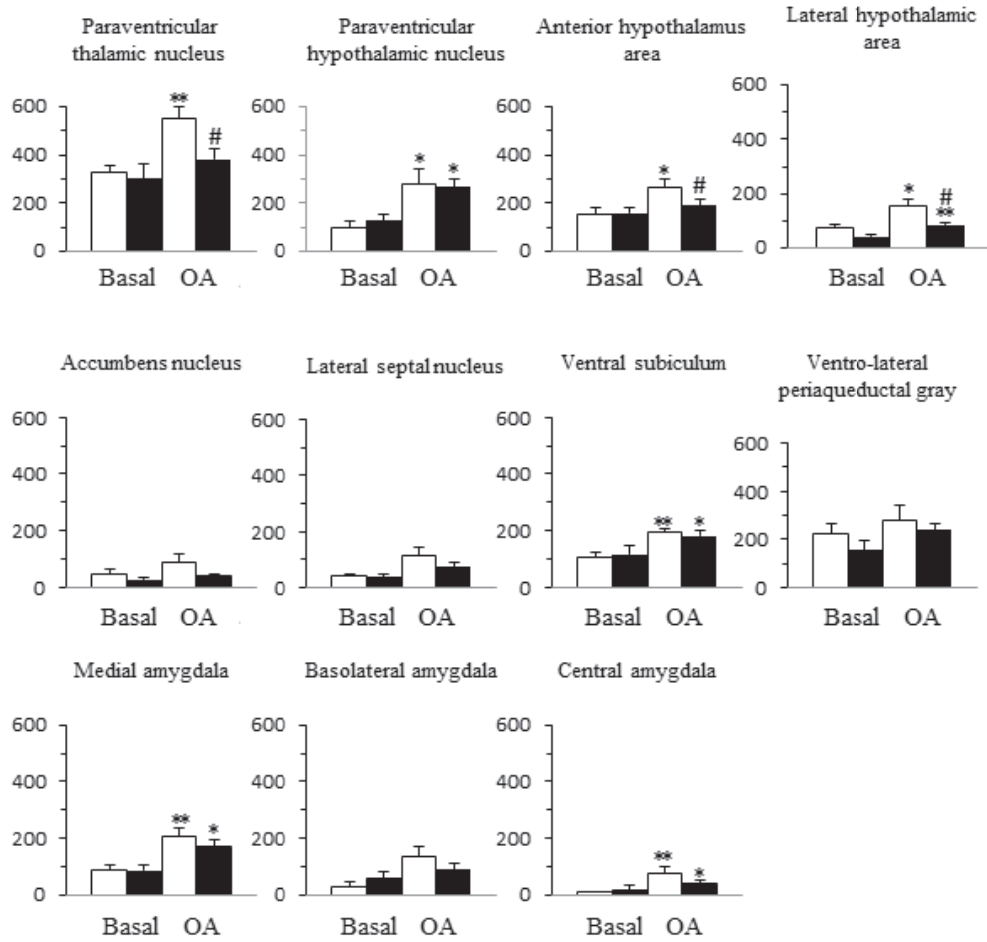 Paraventricular
thalamic nucleus
600
400
200
0
**
#
Basal OA
Paraventricular
hypothalamic nucleus
600
400
200
0
*
*
Basal OA
Anterior hypothalamus
area
600
400
200
0
*
#
Basal OA
Lateral hypothalamic
area
600
400
200
0
*
#
**
Basal OA
Accumbens nucleus
600
400
200
0
Basal OA
Lateral septal nucleus
600
400
200
0
Basal OA
Ventral subiculum
600
400
200
0
**
*
Basal OA
Ventro-lateral
periaqueductal gray
600
400
200
0
Basal OA
Medial amygdala
600
400
200
0
**
*
Basal OA
Basolateral amygdala
600
400
200
0
Basal OA
Central amygdala
600
400
200
0
**
*
Basal OA